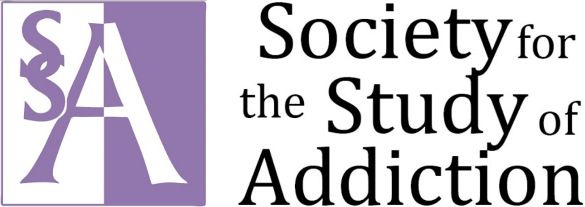 SSA
Society for
the Study of
Addiction